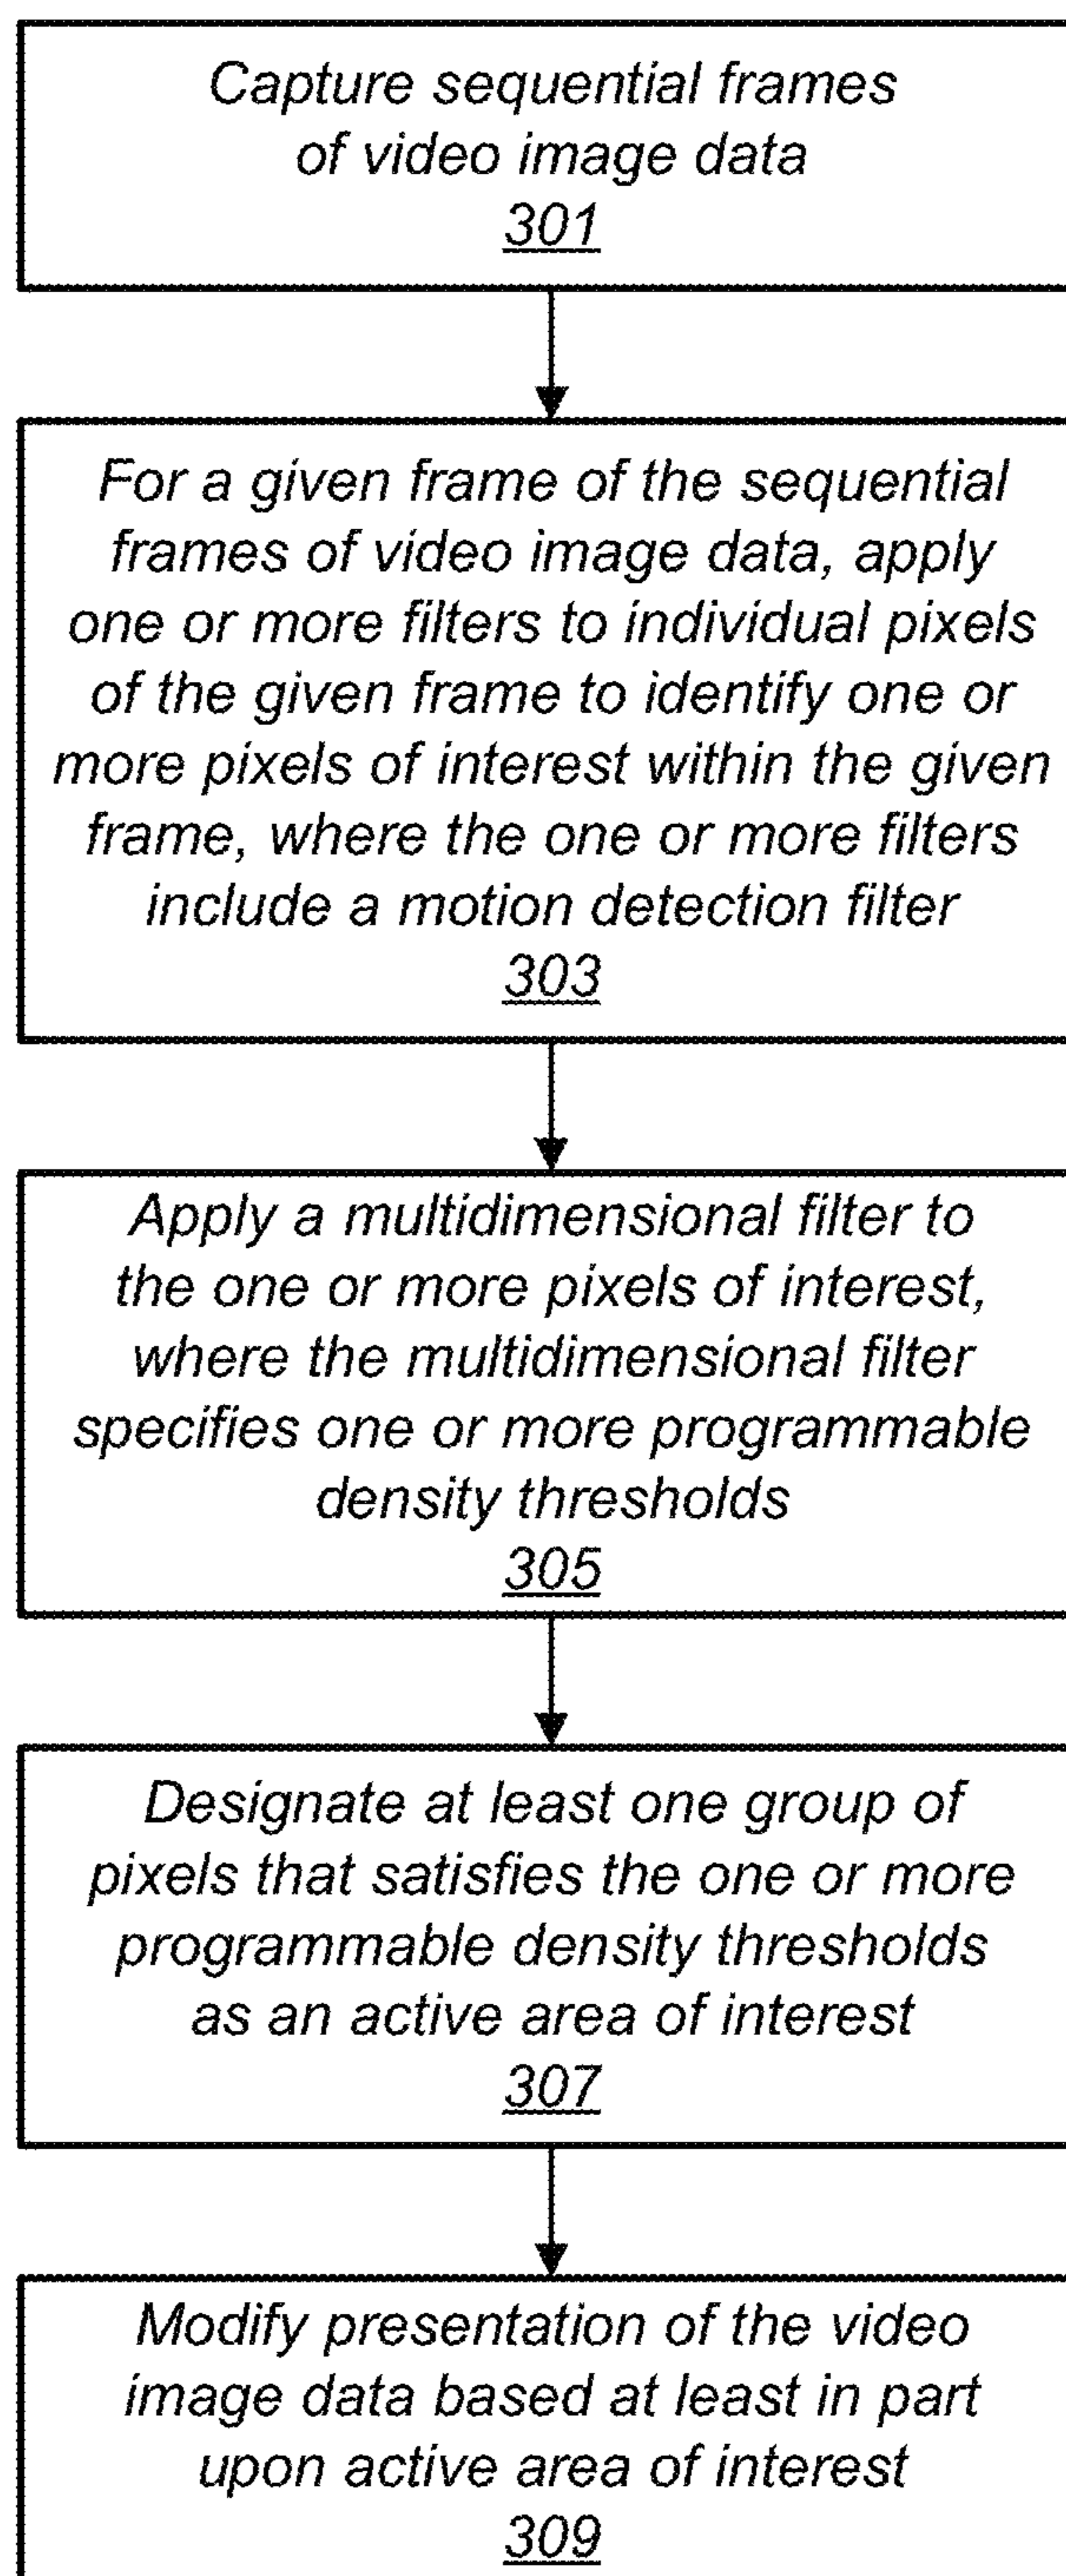 Capture sequential frames
of video image data
301
For a given frame of the sequential
frames of video image data, apply
one or more filters to individual pixels
of the given frame to identify one or
more pixels of interest within the given
frame, where the one or more filters
include a motion detection filter
303
Apply a multidimensional filter to
the one or more pixels of interest,
where the multidimensional filter
specifies one or more programmable
density thresholds
305
Designate at least one group of
pixels that satisfies the one or more
programmable density thresholds
as an active area of interest
307
Modify presentation of the video
image data based at least in part
upon active area of interest
309